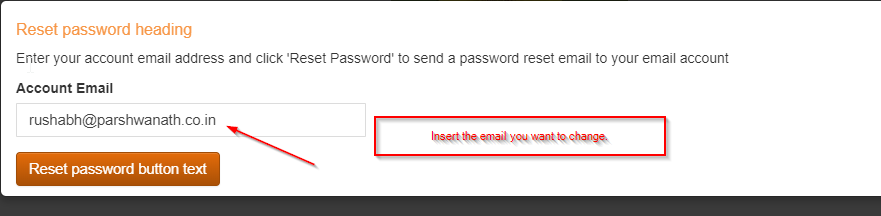 Reset password heading
Enter your account email address and click 'Reset Password' to send a password reset email to your email account
Account Email
rushabh@parshwanath.co.in
Insert the email you want to change.
Reset password button text